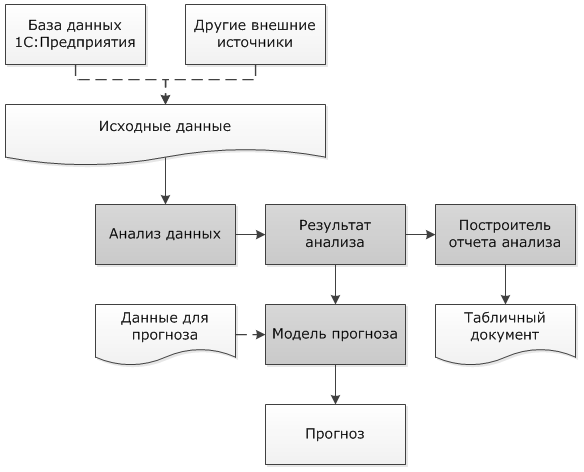 База данных
1С:Предприятия
Другие внешние
источники
Исходные данные
Анализ данных
Результат
анализа
Построитель
отчета анализа
Данные для
прогноза
Модель прогноза
Табличный
документ
Прогноз